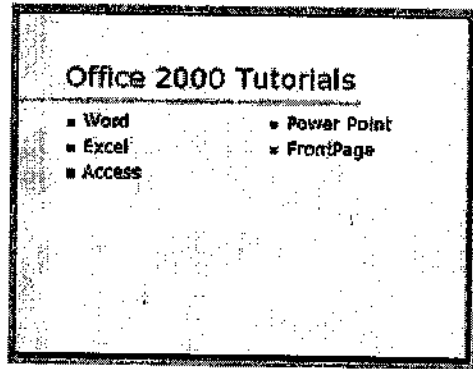 Office 2000 Tutorials
▪ Word
▪ Excel
▪ Access
▪ Power Point
▪ FrontPage